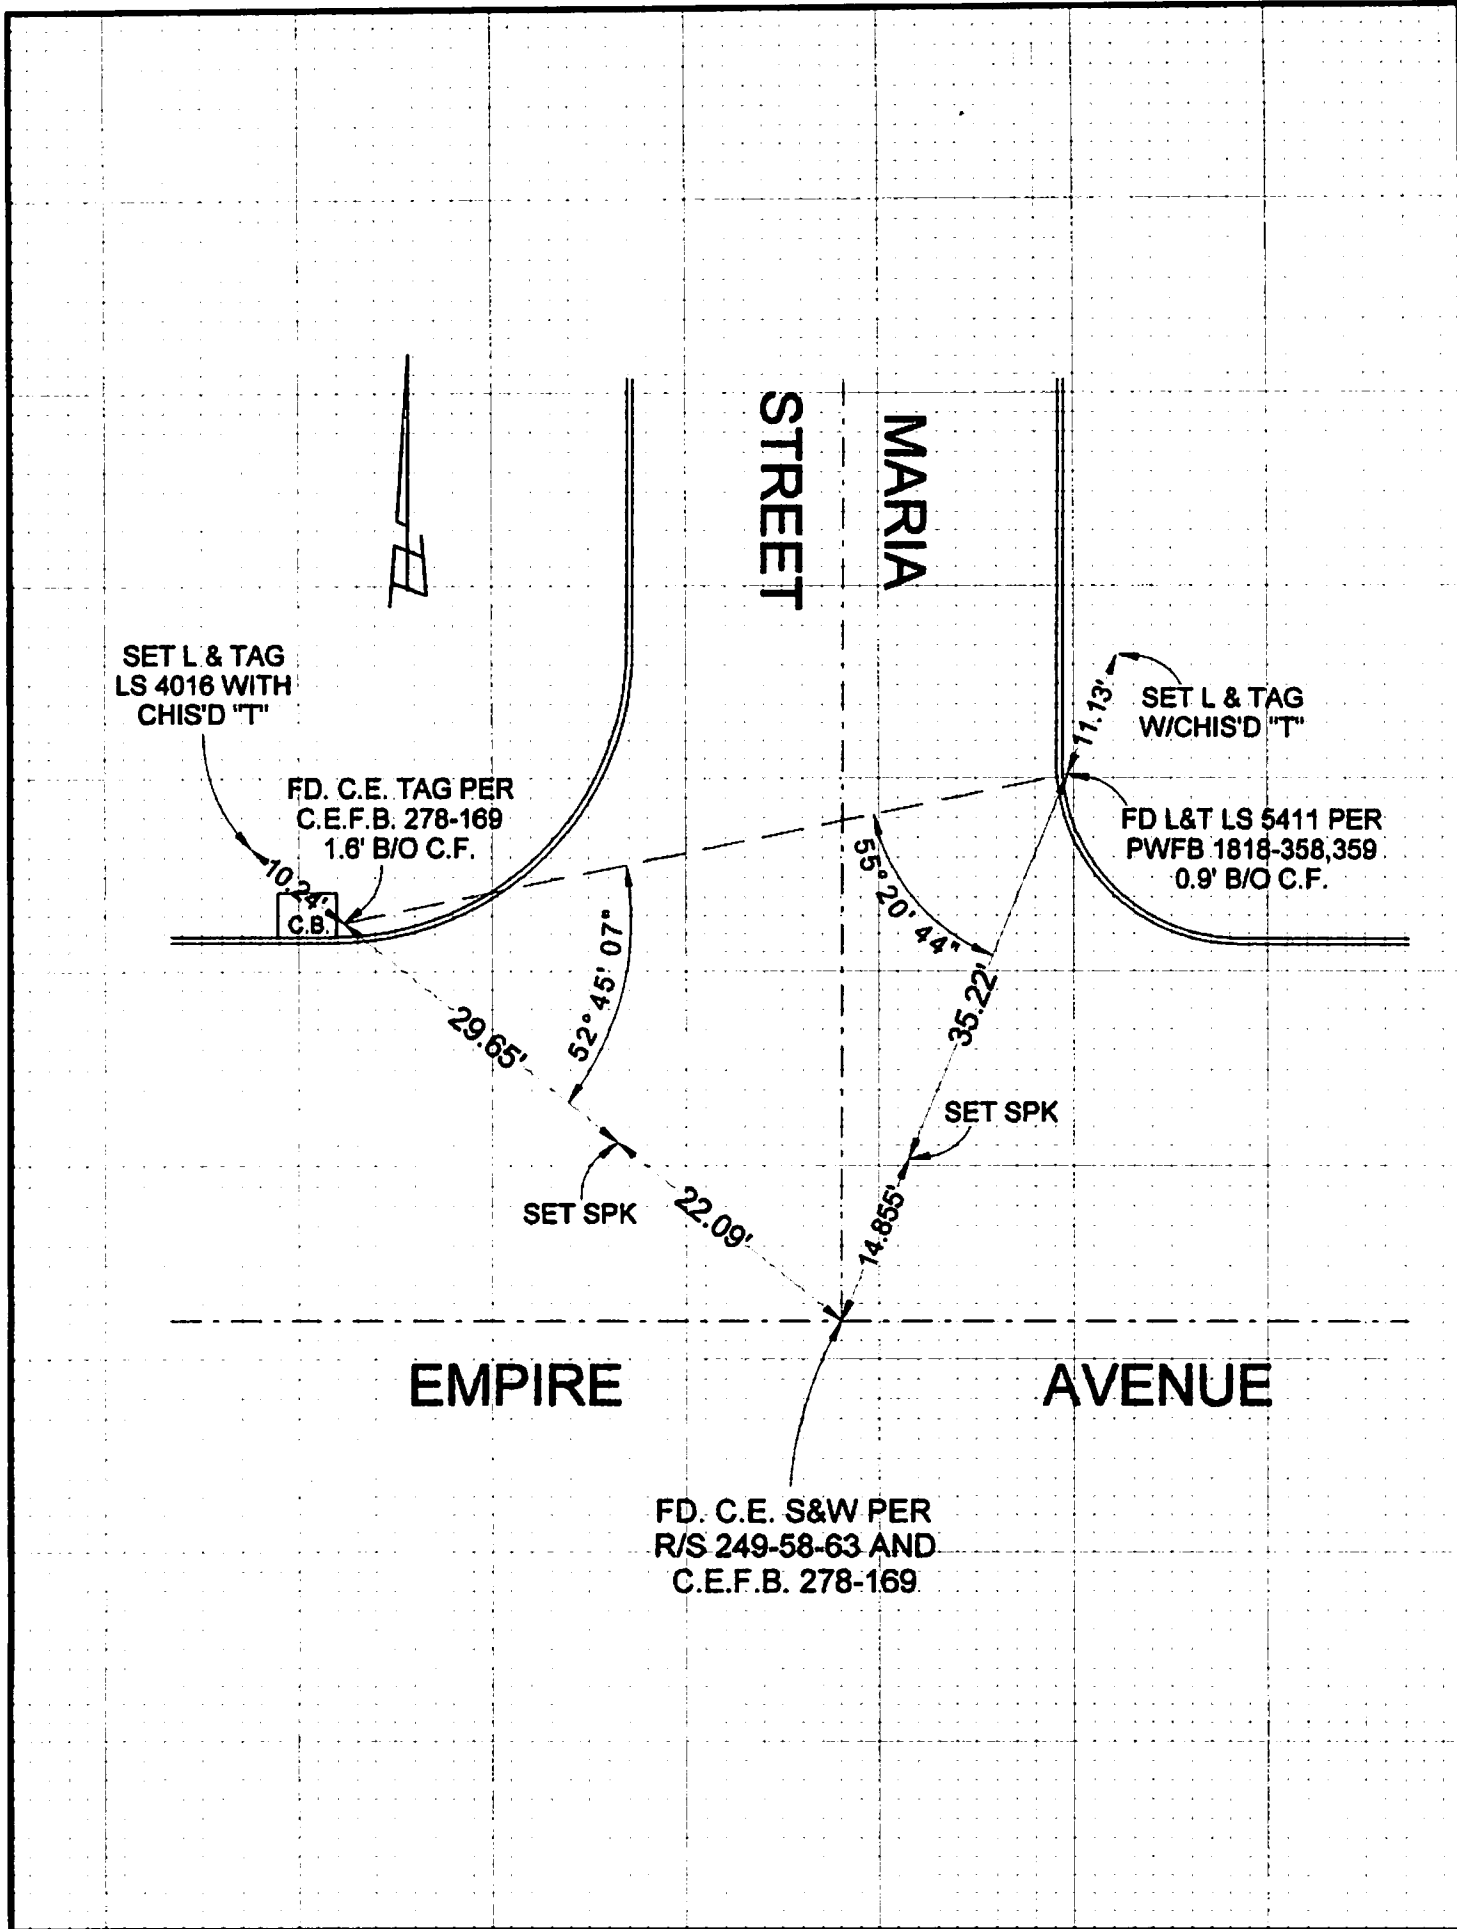 STREET
MARIA
SET L & TAG
LS 4016 WITH
CHIS'D "T"
11.13'
SET L & TAG
W/CHIS'D "T"
FD. C.E. TAG PER
C.E.F.B. 278-169
1.6' B/O C.F.
FD L&T LS 5411 PER
PWFB 1818-358,359
0.9' B/O C.F.
10.24'
C.B.
55° 20' 44"
52° 45' 07"
29.65'
35.22'
SET SPK
SET SPK
22.09'
14.855'
EMPIRE AVENUE
FD. C.E. S&W PER
R/S 249-58-63 AND
C.E.F.B. 278-169